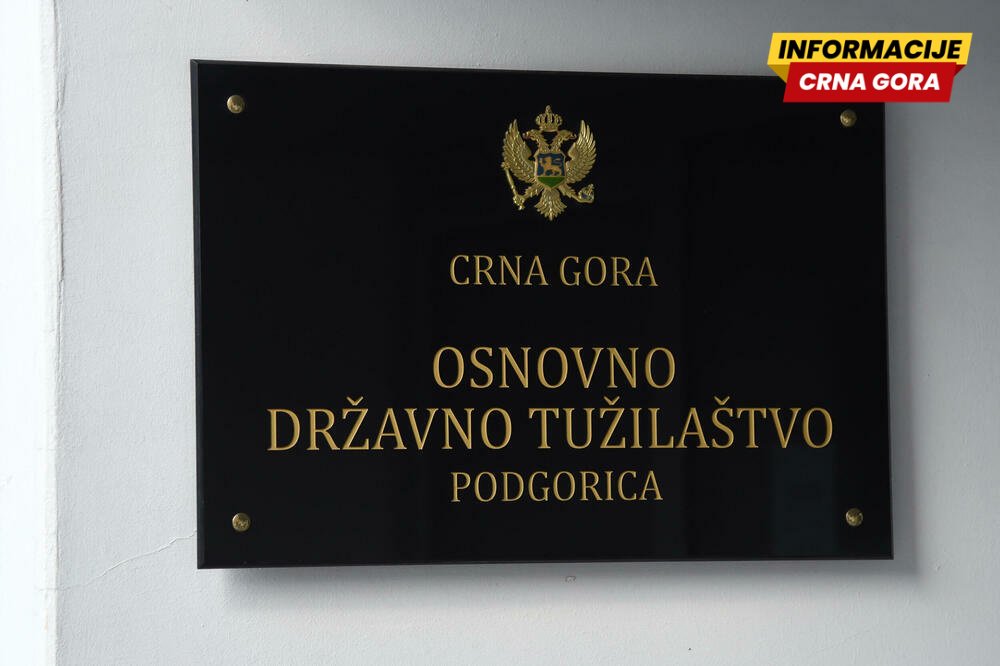 INFORMACIJE
CRNA GORA
CRNA GORA
OSNOVNO
DRŽAVNO TUŽILAŠTVO
PODGORICA